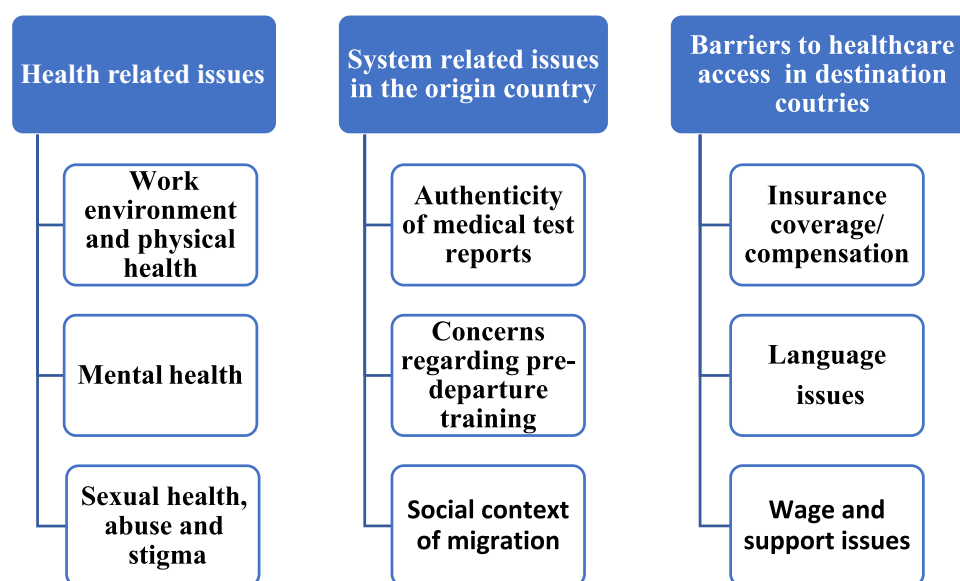 Health related issues
Work
environment
and physical
health
Mental health
Sexual health,
abuse and
stigma
System related issues
in the origin country
Authenticity
of medical test
reports
Concerns
regarding pre-
departure
training
Social context
of migration
Barriers to healthcare
access in destination
coutries
Insurance
coverage/
compensation
Language
issues
Wage and
support issues